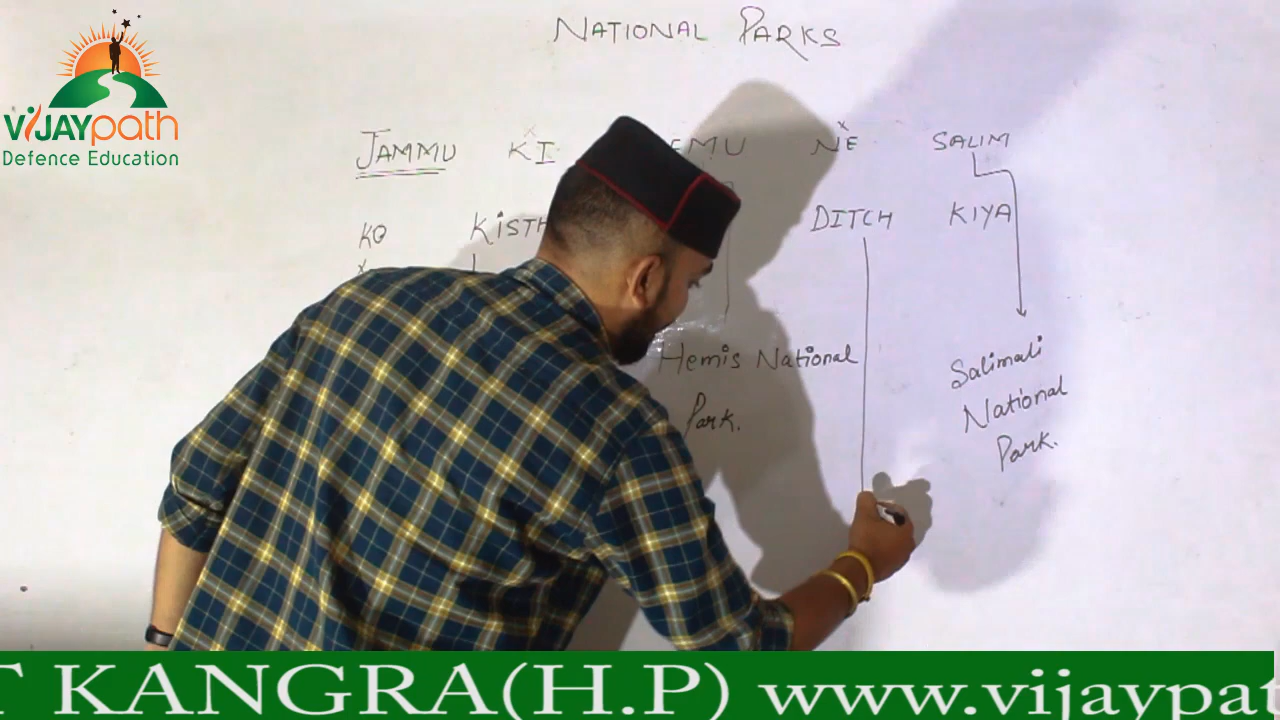 NATIONAL PARKS
VIJAYpath
Defence Education
JAMMU KI EMU NE SALIM
KO KISTH DITCH KIYA
Hemis National
Park.
Salimali
National
Park.
T KANGRA(H.P) www.vijaypat